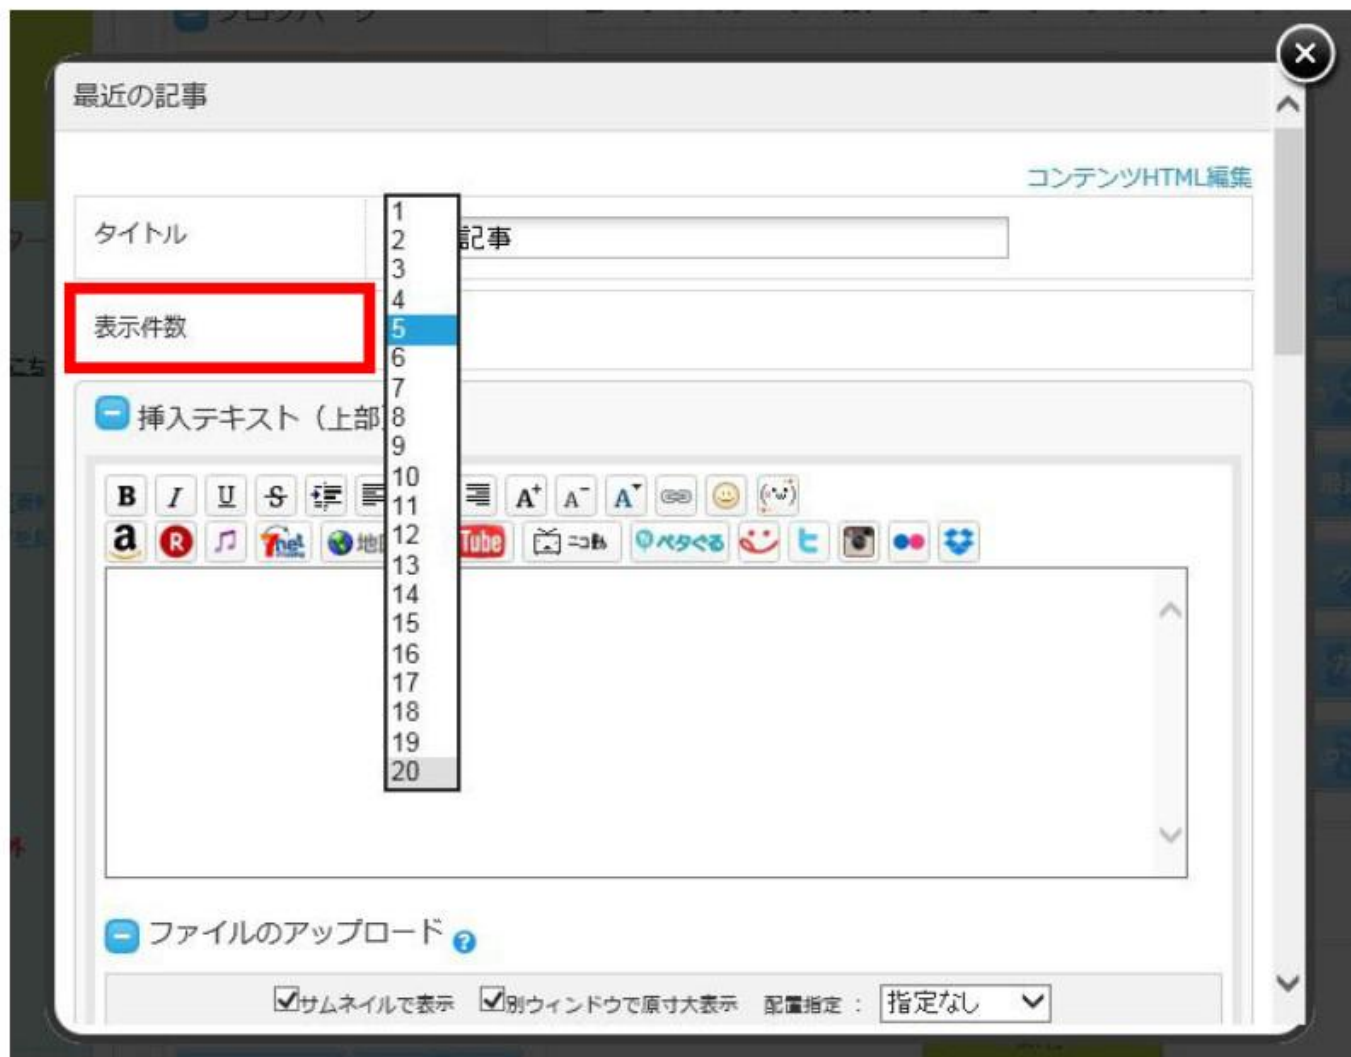 最近の記事
コンテンツHTML編集
タイトル
記事
表示件数
1
2
3
4
5
6
7
8
9
10
11
12
13
14
15
16
17
18
19
20
挿入テキスト（上部
B I U S A+ A- A
a R 7net 地 Tube ニコ動 ペタぐる t
ファイルのアップロード ?
サムネイルで表示 別ウィンドウで原寸大表示 配置指定 : 指定なし